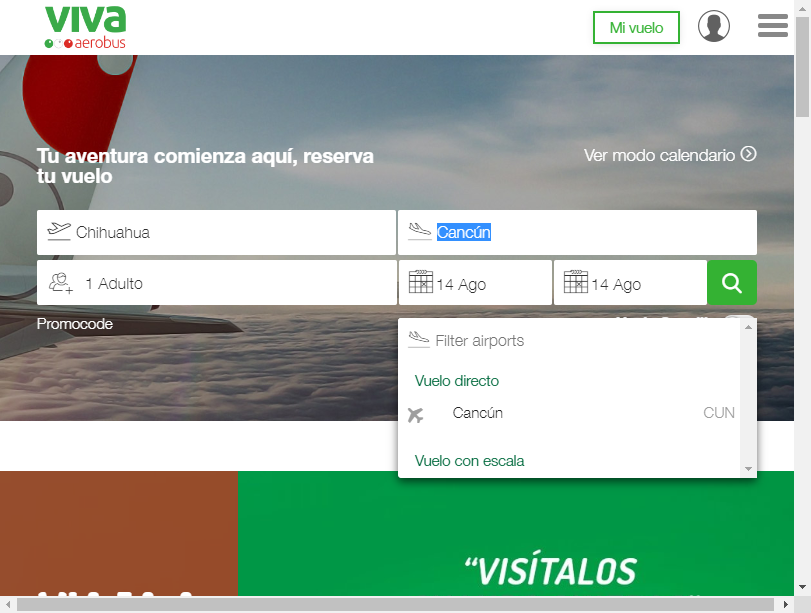 viva
aerobus
Mi vuelo
Tu aventura comienza aquí, reserva
tu vuelo
Ver modo calendario
Chihuahua
Cancún
1 Adulto
14 Ago
14 Ago
Promocode
Filter airports
Vuelo directo
Cancún CUN
Vuelo con escala
“VISÍTALOS